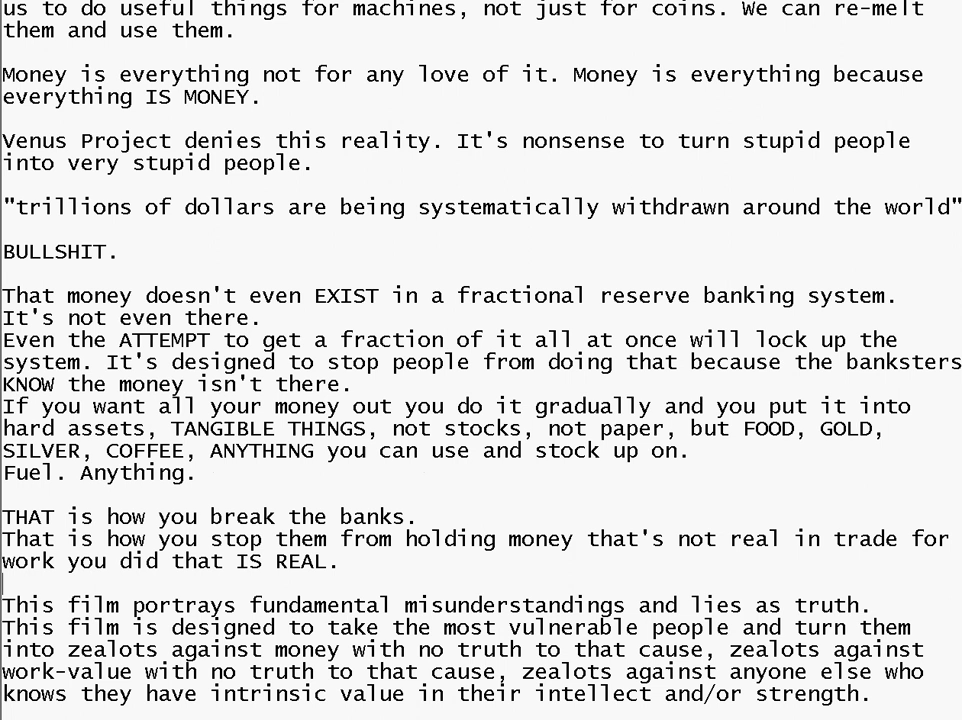 us to do useful things for machines, not just for coins. We can re-melt
them and use them.
Money is everything not for any love of it. Money is everything because
everything IS MONEY.
Venus Project denies this reality. It's nonsense to turn stupid people
into very stupid people.
"trillions of dollars are being systematically withdrawn around the world"
BULLSHIT.
That money doesn't even EXIST in a fractional reserve banking system.
It's not even there.
Even the ATTEMPT to get a fraction of it all at once will lock up the
system. It's designed to stop people from doing that because the banksters
KNOW the money isn't there.
If you want all your money out you do it gradually and you put it into
hard assets, TANGIBLE THINGS, not stocks, not paper, but FOOD, GOLD,
SILVER, COFFEE, ANYTHING you can use and stock up on.
Fuel. Anything.
THAT is how you break the banks.
That is how you stop them from holding money that's not real in trade for
work you did that IS REAL.
This film portrays fundamental misunderstandings and lies as truth.
This film is designed to take the most vulnerable people and turn them
into zealots against money with no truth to that cause, zealots against
work-value with no truth to that cause, zealots against anyone else who
knows they have intrinsic value in their intellect and/or strength.